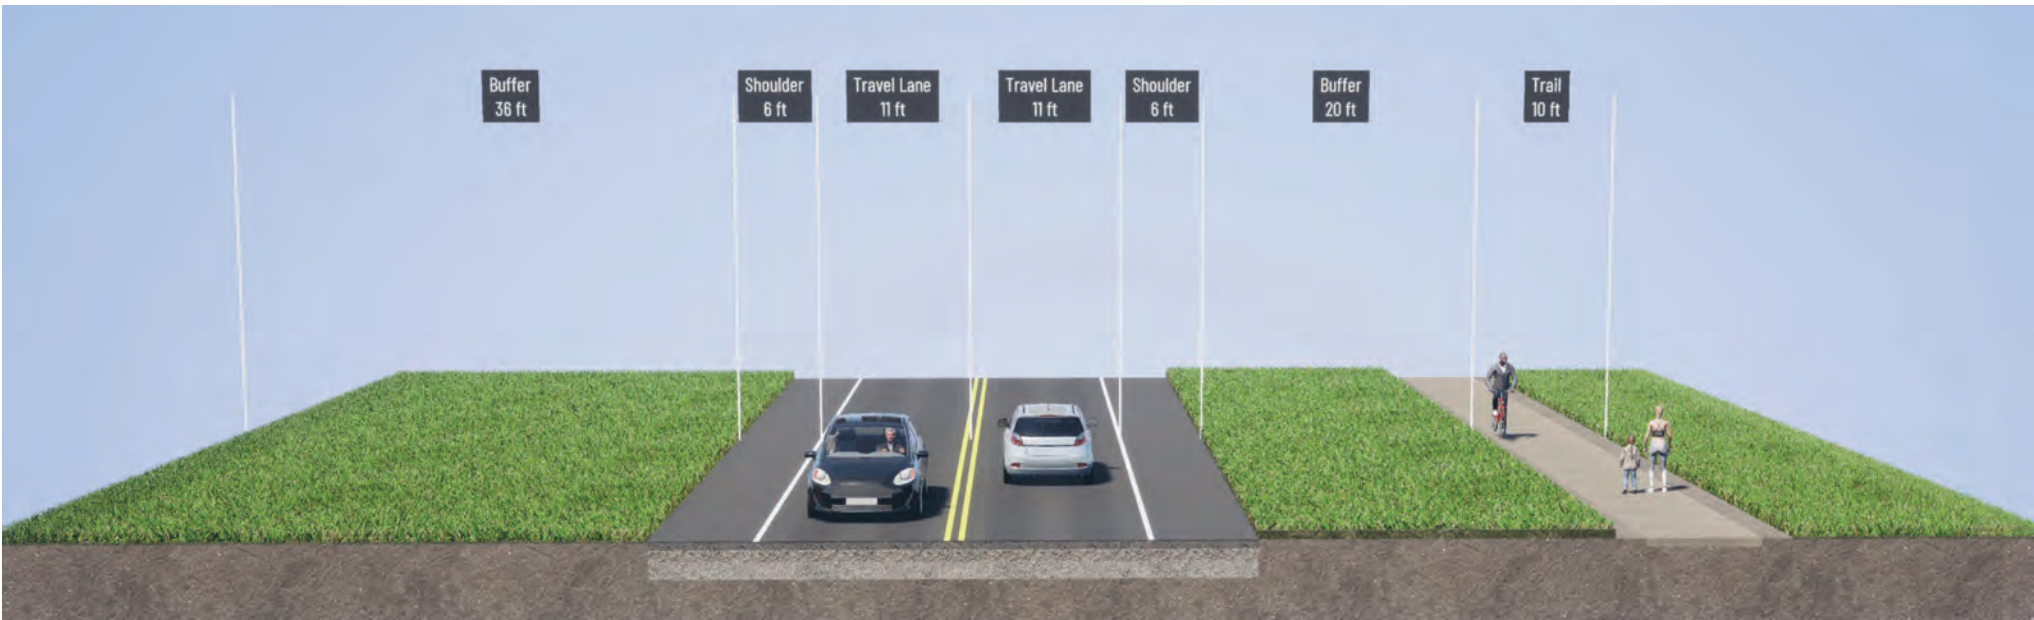 Buffer
36 ft
Shoulder
6 ft
Travel Lane
11 ft
Travel Lane
11 ft
Shoulder
6 ft
Buffer
20 ft
Trail
10 ft